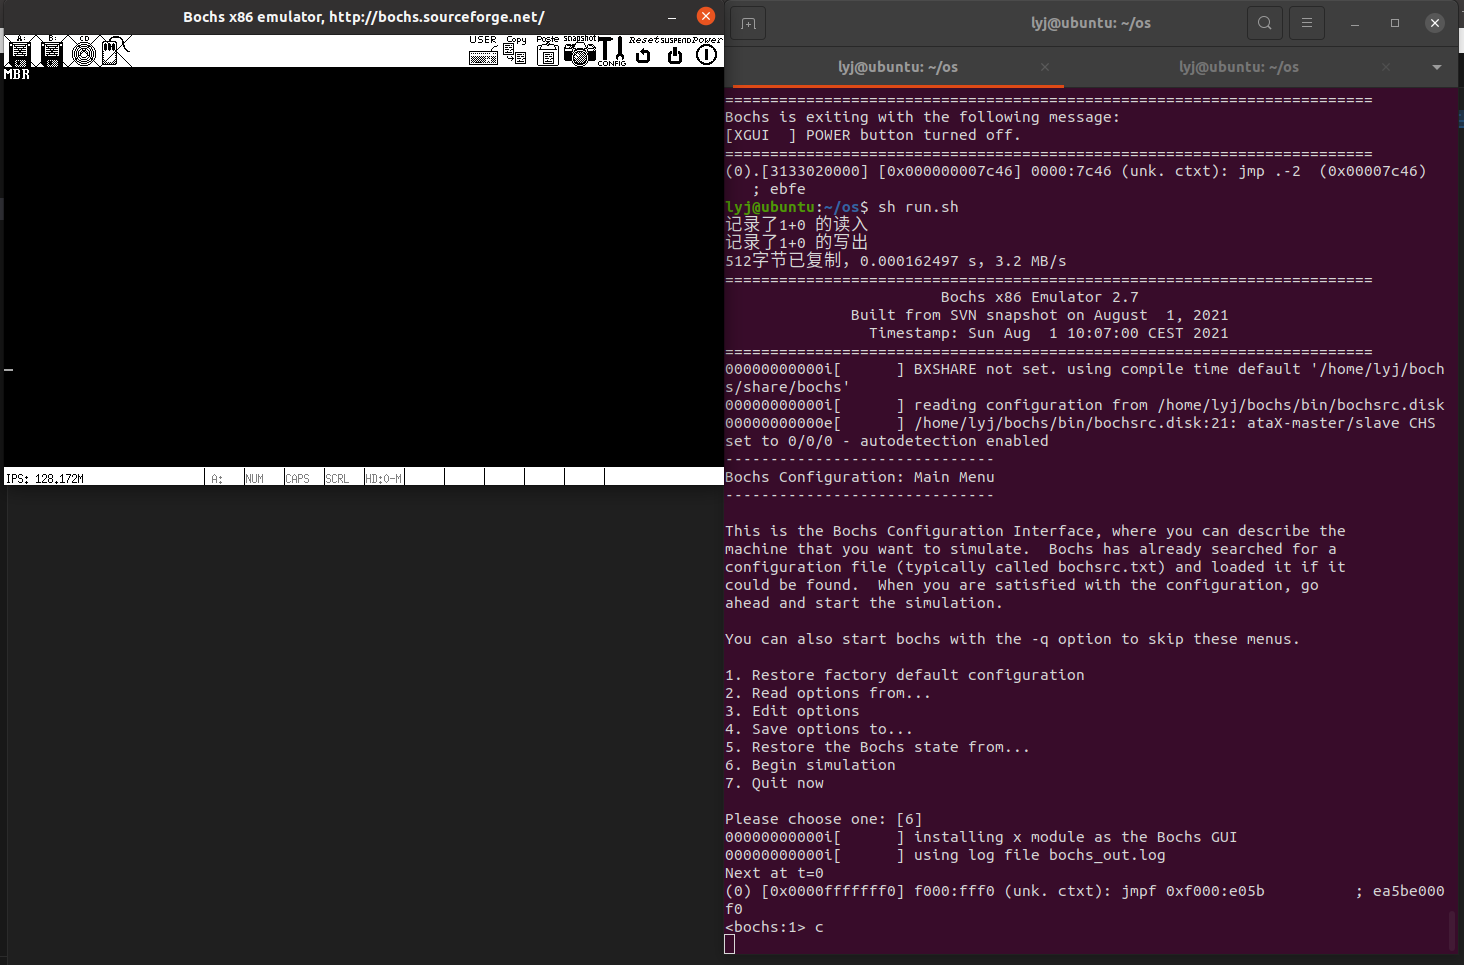 Bochs x86 emulator, http://bochs.sourceforge.net/
A: B: CD USER Copy Paste snapshot CONFIG Reset SUSPEND Power
MBR
IPS: 128.172M A: NUM CAPS SCRL HD:0-M
lyj@ubuntu: ~/os
lyj@ubuntu: ~/os lyj@ubuntu: ~/os
========================================================================
Bochs is exiting with the following message:
[XGUI  ] POWER button turned off.
========================================================================
(0).[3133020000] [0x000000007c46] 0000:7c46 (unk. ctxt): jmp .-2  (0x00007c46)
   ; ebfe
lyj@ubuntu:~/os$ sh run.sh
记录了1+0 的读入
记录了1+0 的写出
512字节已复制，0.000162497 s，3.2 MB/s
========================================================================
                        Bochs x86 Emulator 2.7
              Built from SVN snapshot on August  1, 2021
                Timestamp: Sun Aug  1 10:07:00 CEST 2021
========================================================================
00000000000i[      ] BXSHARE not set. using compile time default '/home/lyj/boch
s/share/bochs'
00000000000i[      ] reading configuration from /home/lyj/bochs/bin/bochsrc.disk
00000000000e[      ] /home/lyj/bochs/bin/bochsrc.disk:21: ataX-master/slave CHS
set to 0/0/0 - autodetection enabled
------------------------------
Bochs Configuration: Main Menu
------------------------------
This is the Bochs Configuration Interface, where you can describe the
machine that you want to simulate.  Bochs has already searched for a
configuration file (typically called bochsrc.txt) and loaded it if it
could be found.  When you are satisfied with the configuration, go
ahead and start the simulation.
You can also start bochs with the -q option to skip these menus.
1. Restore factory default configuration
2. Read options from...
3. Edit options
4. Save options to...
5. Restore the Bochs state from...
6. Begin simulation
7. Quit now
Please choose one: [6]
00000000000i[      ] installing x module as the Bochs GUI
00000000000i[      ] using log file bochs_out.log
Next at t=0
(0) [0x0000fffffff0] f000:fff0 (unk. ctxt): jmpf 0xf000:e05b          ; ea5be000
f0
<bochs:1> c